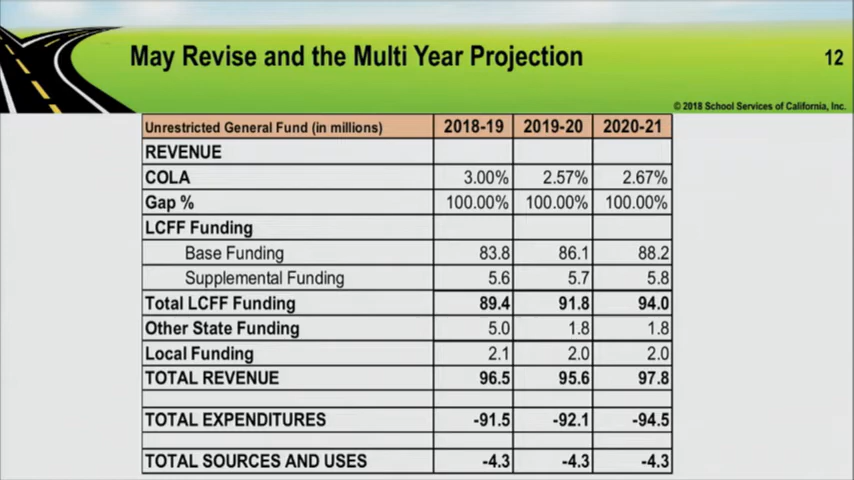 May Revise and the Multi Year Projection 12
© 2018 School Services of California, Inc.
Unrestricted General Fund (in millions) 2018-19 2019-20 2020-21
REVENUE
COLA 3.00% 2.57% 2.67%
Gap % 100.00% 100.00% 100.00%
LCFF Funding
Base Funding 83.8 86.1 88.2
Supplemental Funding 5.6 5.7 5.8
Total LCFF Funding 89.4 91.8 94.0
Other State Funding 5.0 1.8 1.8
Local Funding 2.1 2.0 2.0
TOTAL REVENUE 96.5 95.6 97.8
TOTAL EXPENDITURES -91.5 -92.1 -94.5
TOTAL SOURCES AND USES -4.3 -4.3 -4.3